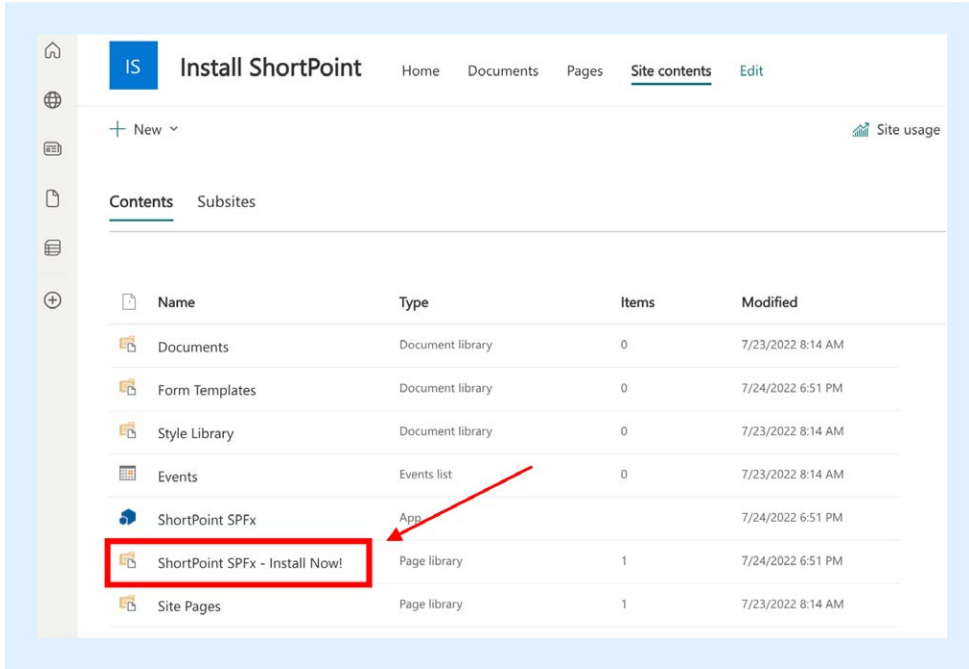 IS Install ShortPoint Home Documents Pages Site contents Edit
New Site usage
Contents Subsites
Name Type Items Modified
Documents Document library 0 7/23/2022 8:14 AM
Form Templates Document library 0 7/24/2022 6:51 PM
Style Library Document library 0 7/23/2022 8:14 AM
Events Events list 0 7/23/2022 8:14 AM
ShortPoint SPFx App 7/24/2022 6:51 PM
ShortPoint SPFx - Install Now! Page library 1 7/24/2022 6:51 PM
Site Pages Page library 1 7/23/2022 8:14 AM